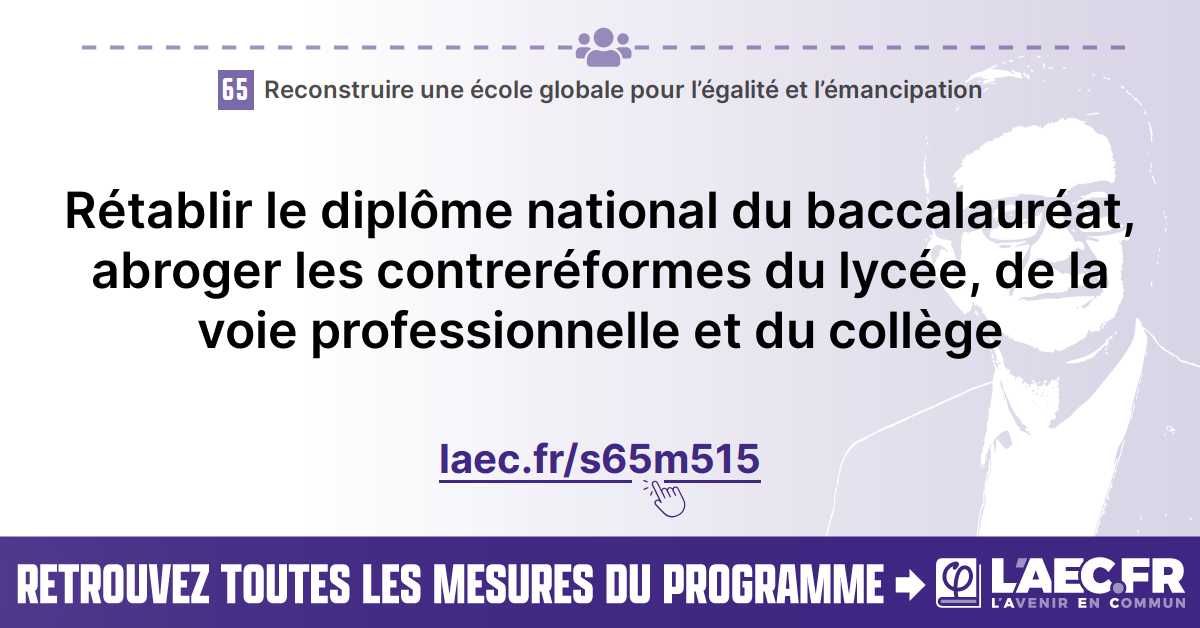 65 Reconstruire une école globale pour l’égalité et l’émancipation
Rétablir le diplôme national du baccalauréat,
abroger les contreréformes du lycée, de la
voie professionnelle et du collège
laec.fr/s65m515
RETROUVEZ TOUTES LES MESURES DU PROGRAMME
φ L'AEC.FR
L'AVENIR EN COMMUN